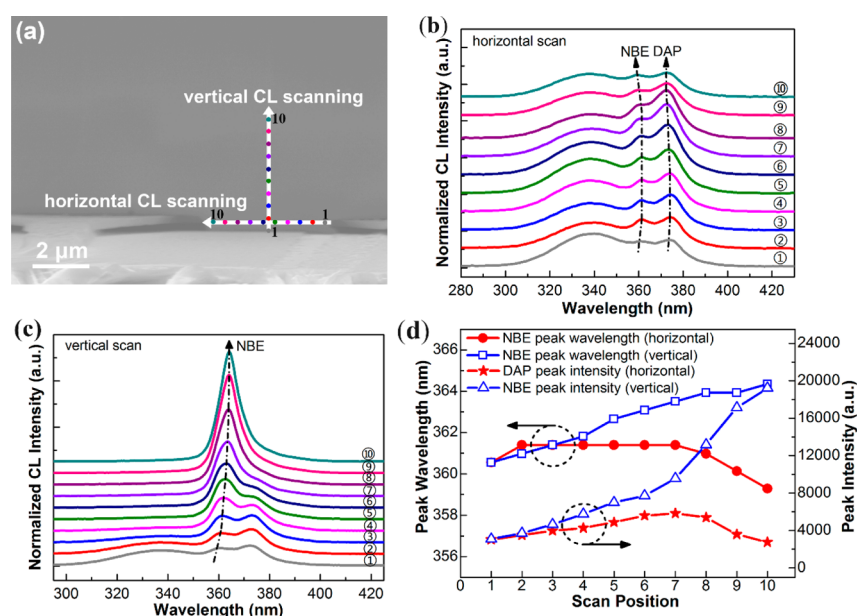 (a)
vertical CL scanning
10
horizontal CL scanning
10
1
1
2 μm
(b)
horizontal scan
NBE DAP
Normalized CL Intensity (a.u.)
⑩
⑨
⑧
⑦
⑥
⑤
④
③
②
①
280 300 320 340 360 380 400 420
Wavelength (nm)
(c)
vertical scan
NBE
Normalized CL Intensity (a.u.)
⑩
⑨
⑧
⑦
⑥
⑤
④
③
②
①
300 320 340 360 380 400 420
Wavelength (nm)
(d)
NBE peak wavelength (horizontal)
NBE peak wavelength (vertical)
DAP peak intensity (horizontal)
NBE peak intensity (vertical)
Peak Wavelength (nm)
366
364
362
360
358
356
Peak Intensity (a.u.)
24000
20000
16000
12000
8000
4000
0
0 1 2 3 4 5 6 7 8 9 10
Scan Position